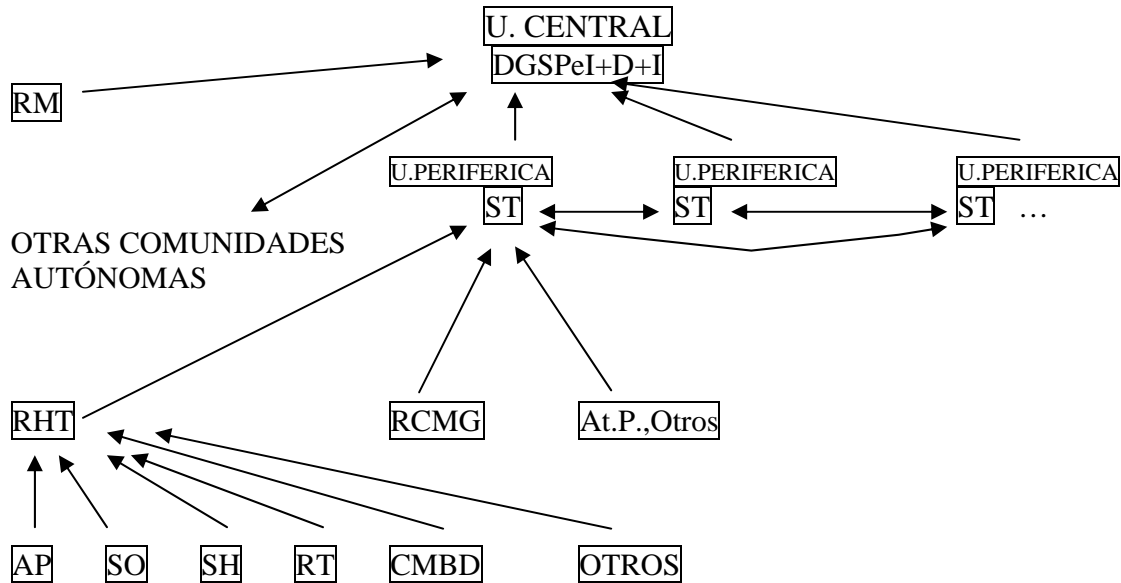 U. CENTRAL
DGSPeI+D+I
RM
U.PERIFERICA U.PERIFERICA U.PERIFERICA
ST ST ST …
OTRAS COMUNIDADES
AUTÓNOMAS
RHT RCMG At.P.,Otros
AP SO SH RT CMBD OTROS